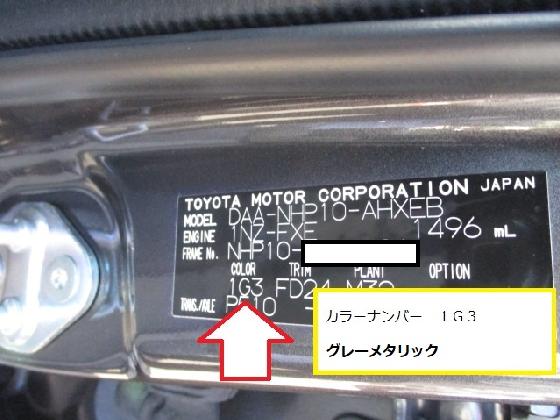 TOYOTA MOTOR CORPORATION JAPAN
MODEL DAA-NHP10-AHXEB
ENGINE 1NZ-FXE 1496 mL
FRAME No. NHP10-
COLOR TRIM PLANT OPTION
1G3 FD24 M30
TRANS./AXLE P510 -
カラーナンバー 1G3
グレーメタリック